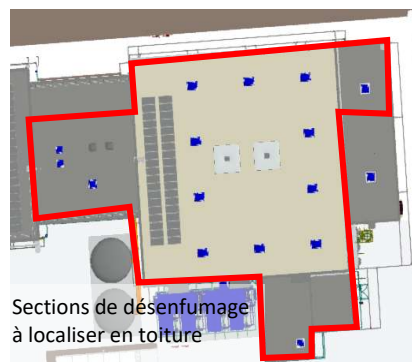 Sections de désenfumage
à localiser en toiture